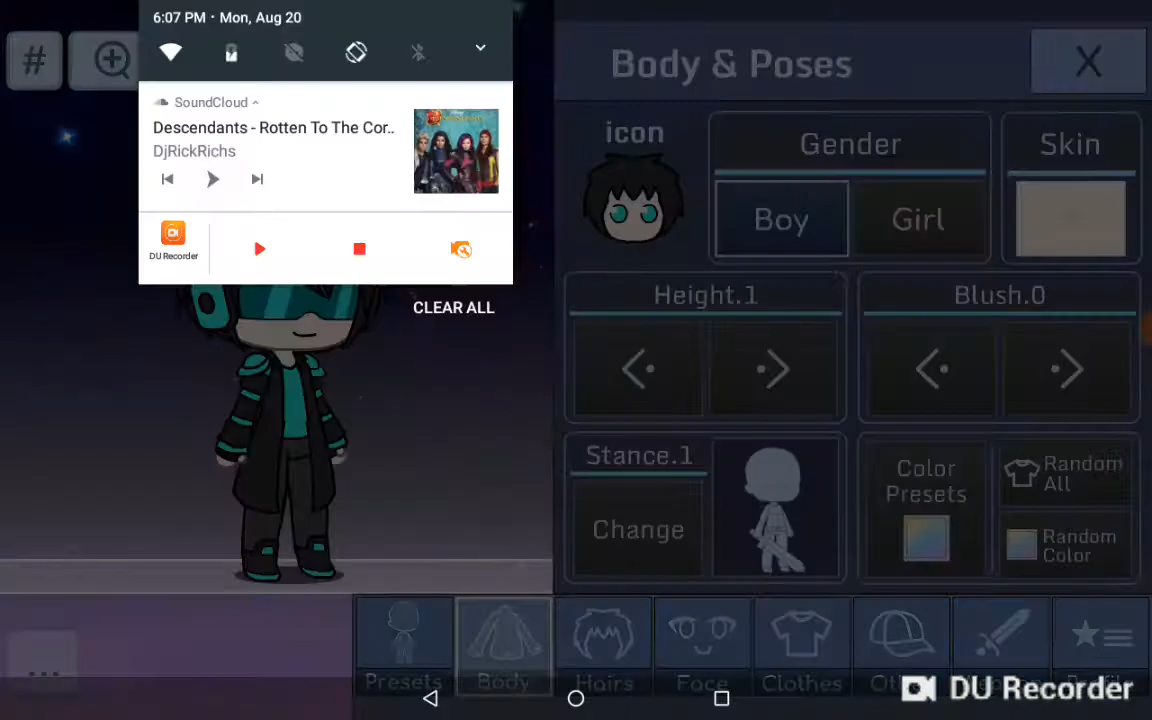 6:07 PM · Mon, Aug 20
SoundCloud
Descendants - Rotten To The Cor..
DjRickRichs
DU Recorder
CLEAR ALL
#
Body & Poses
X
icon
Gender
Skin
Boy
Girl
Height.1
Blush.0
Stance.1
Change
Color
Presets
Random
All
Random
Color
...
Presets
Body
Hairs
Face
Clothes
DU Recorder